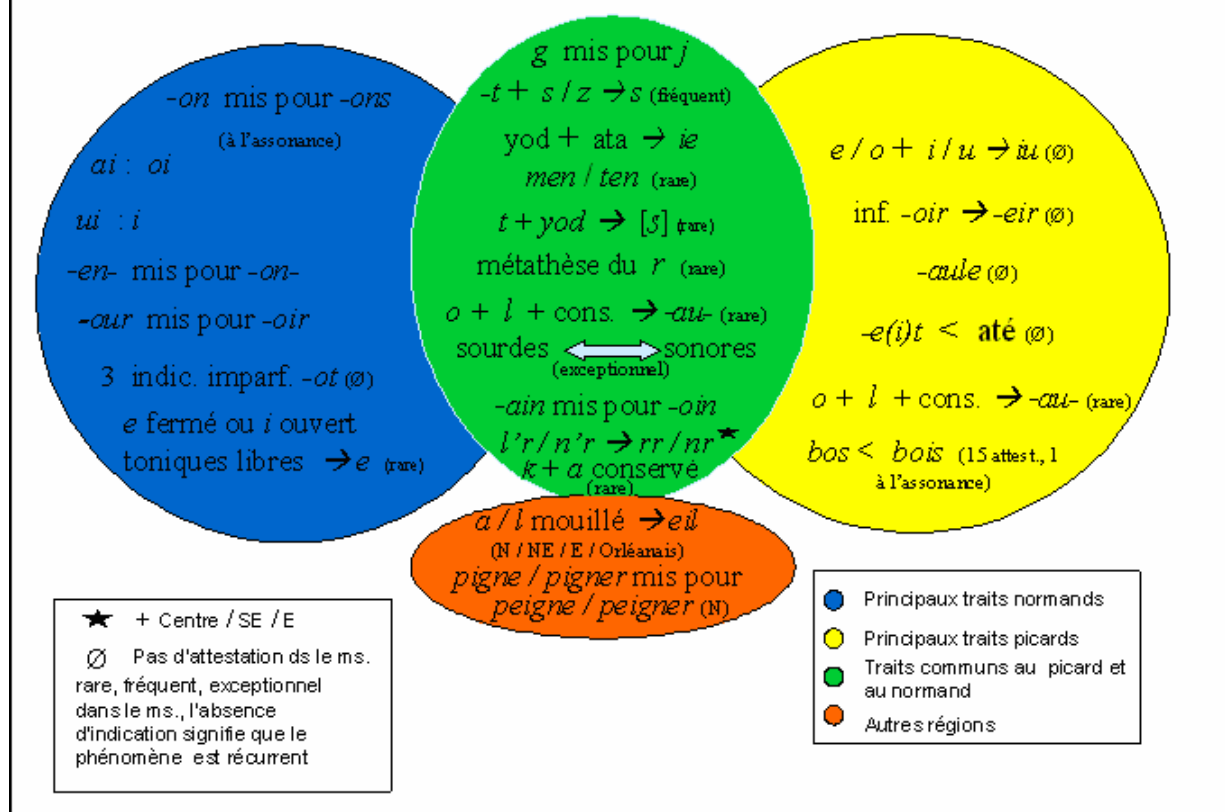 -on mis pour -ons
(à l'assonance)
ai : oi
ui : i
-en- mis pour -on-
-our mis pour -oir
3 indic. imparf. -ot (ø)
e fermé ou i ouvert
toniques libres → e (rare)
g mis pour j
-t + s / z → s (fréquent)
yod + ata → ie
men / ten (rare)
t + yod → [s] (rare)
métathèse du r (rare)
o + l + cons. → -au- (rare)
sourdes ⟷ sonores
(exceptionnel)
-ain mis pour -oin
l'r / n'r → rr / nr ★
k + a conservé
(rare)
e / o + i / u → iu (ø)
inf. -oir → -eir (ø)
-aule (ø)
-e(i)t < até (ø)
o + l + cons. → -au- (rare)
bos < bois (15 attest., 1
à l'assonance)
a / l mouillé → eil
(N / NE / E / Orléanais)
pigne / pigner mis pour
peigne / peigner (N)
★ + Centre / SE / E
Ø Pas d'attestation ds le ms.
rare, fréquent, exceptionnel
dans le ms., l'absence
d'indication signifie que le
phénomène est récurrent
Principaux traits normands
Principaux traits picards
Traits communs au picard et
au normand
Autres régions